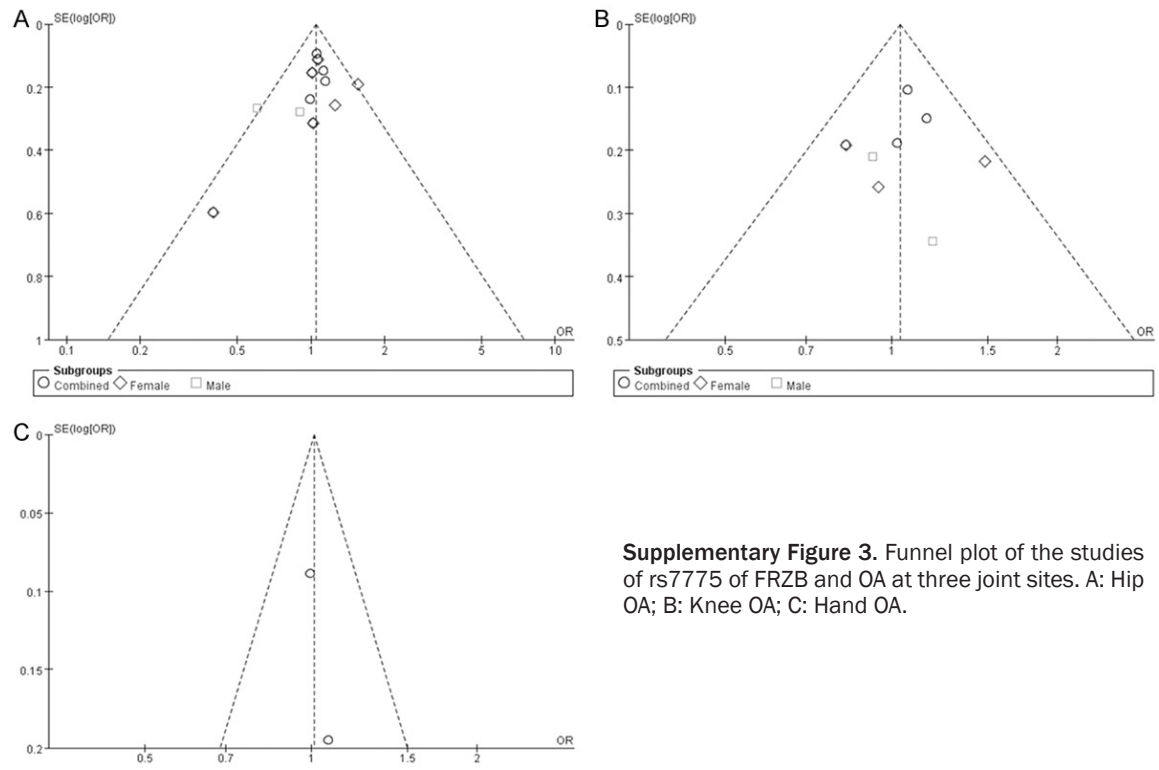 A
SE(log[OR])
0
0.2
0.4
0.6
0.8
1
OR
0.1 0.2 0.5 1 2 5 10
Subgroups
Combined Female Male
B
SE(log[OR])
0
0.1
0.2
0.3
0.4
0.5
OR
0.5 0.7 1 1.5 2
Subgroups
Combined Female Male
C
SE(log[OR])
0
0.05
0.1
0.15
0.2
OR
0.5 0.7 1 1.5 2
Supplementary Figure 3. Funnel plot of the studies
of rs7775 of FRZB and OA at three joint sites. A: Hip
OA; B: Knee OA; C: Hand OA.